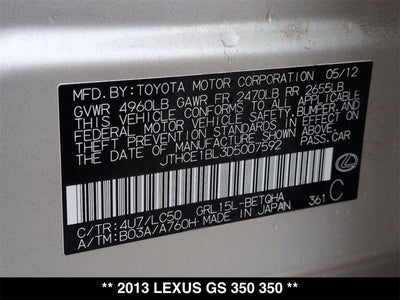 MFD.BY:TOYOTA MOTOR CORPORATION 05/12
GVWR 4960LB GAWR FR 2470LB RR 2655LB
THIS VEHICLE CONFORMS TO ALL APPLICABLE
FEDERAL MOTOR VEHICLE SAFETY,BUMPER,AND
THEFT PREVENTION STANDARDS IN EFFECT ON
THE DATE OF MANUFACTURE SHOWN ABOVE.
JTHCE1BL3D5007592 PASS.CAR
C
C/TR: 4U7/LC50 GRL15L-BETQHA 361
A/TM: B03A/A760H-MADE IN JAPAN
** 2013 LEXUS GS 350 350 **